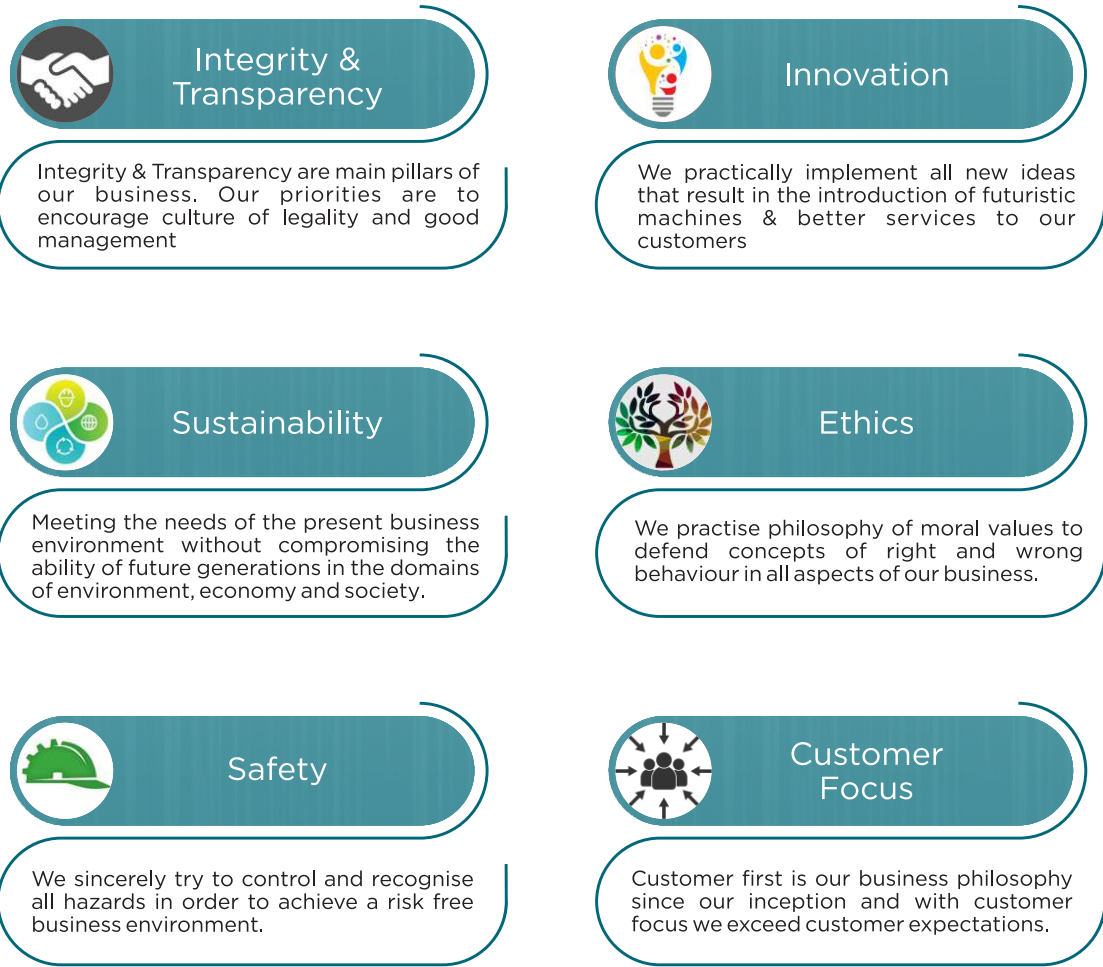 Integrity &
Transparency
Integrity & Transparency are main pillars of
our business. Our priorities are to
encourage culture of legality and good
management
Innovation
We practically implement all new ideas
that result in the introduction of futuristic
machines & better services to our
customers
Sustainability
Meeting the needs of the present business
environment without compromising the
ability of future generations in the domains
of environment, economy and society.
Ethics
We practise philosophy of moral values to
defend concepts of right and wrong
behaviour in all aspects of our business.
Safety
We sincerely try to control and recognise
all hazards in order to achieve a risk free
business environment.
Customer
Focus
Customer first is our business philosophy
since our inception and with customer
focus we exceed customer expectations.